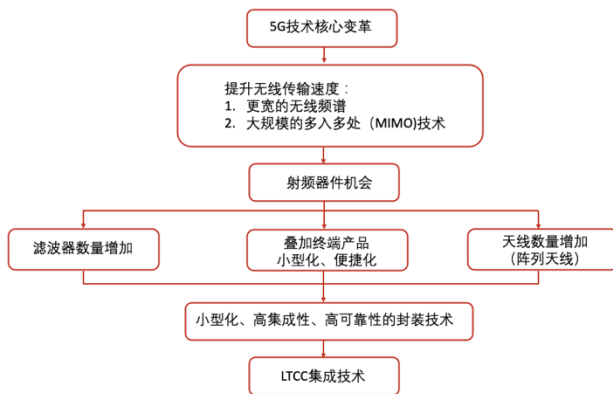 5G技术核心变革
提升无线传输速度：
1. 更宽的无线频谱
2. 大规模的多入多处（MIMO)技术
射频器件机会
滤波器数量增加
叠加终端产品
小型化、便捷化
天线数量增加
（阵列天线）
小型化、高集成性、高可靠性的封装技术
LTCC集成技术